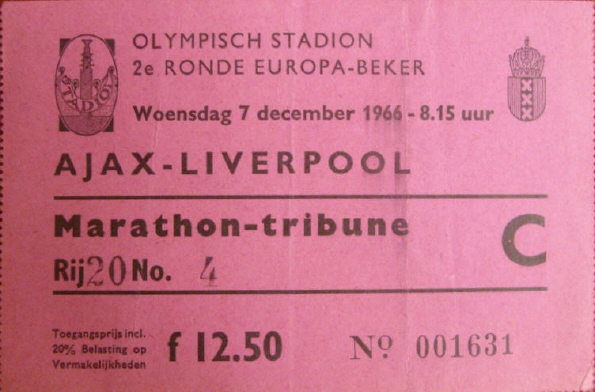 STADION
OLYMPISCH STADION
2e RONDE EUROPA-BEKER
Woensdag 7 december 1966 - 8.15 uur
AJAX-LIVERPOOL
Marathon-tribune C
Rij 20 No. 4
Toegangsprijs incl.
20% Belasting op
Vermakelijkheden
f 12.50
No 001631